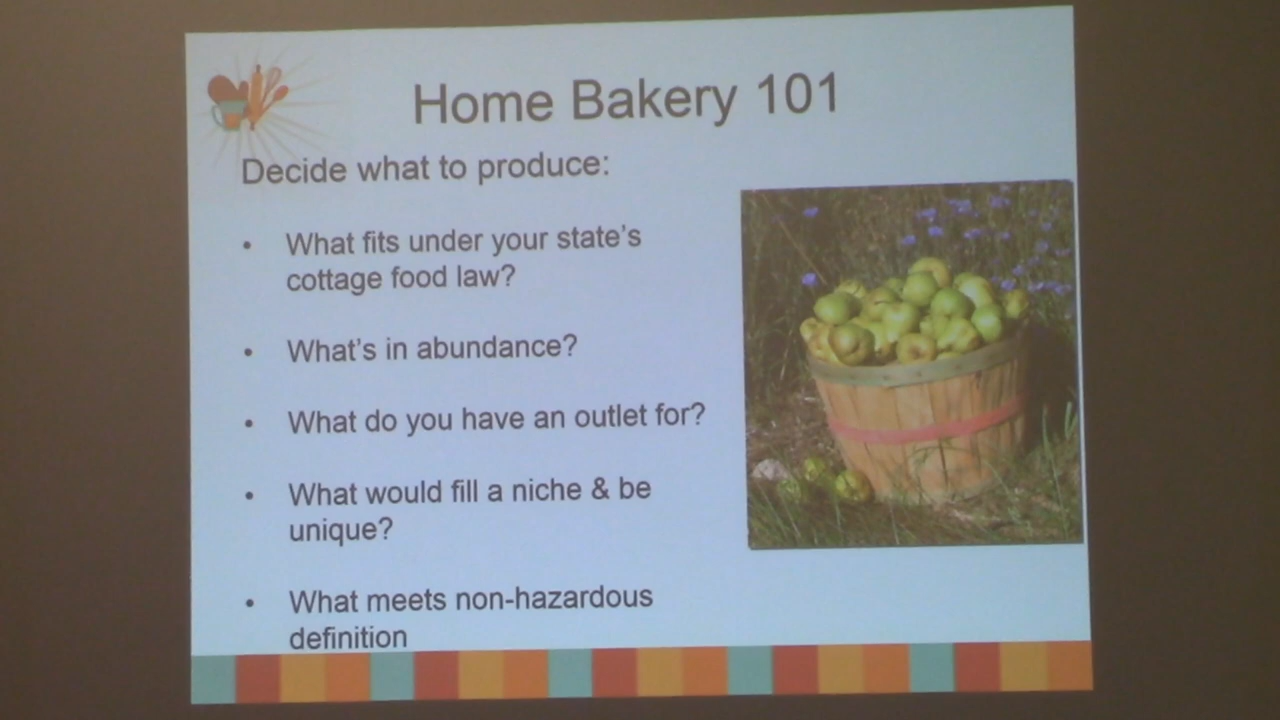 Home Bakery 101
Decide what to produce:
• What fits under your state's
cottage food law?
• What's in abundance?
• What do you have an outlet for?
• What would fill a niche & be
unique?
• What meets non-hazardous
definition